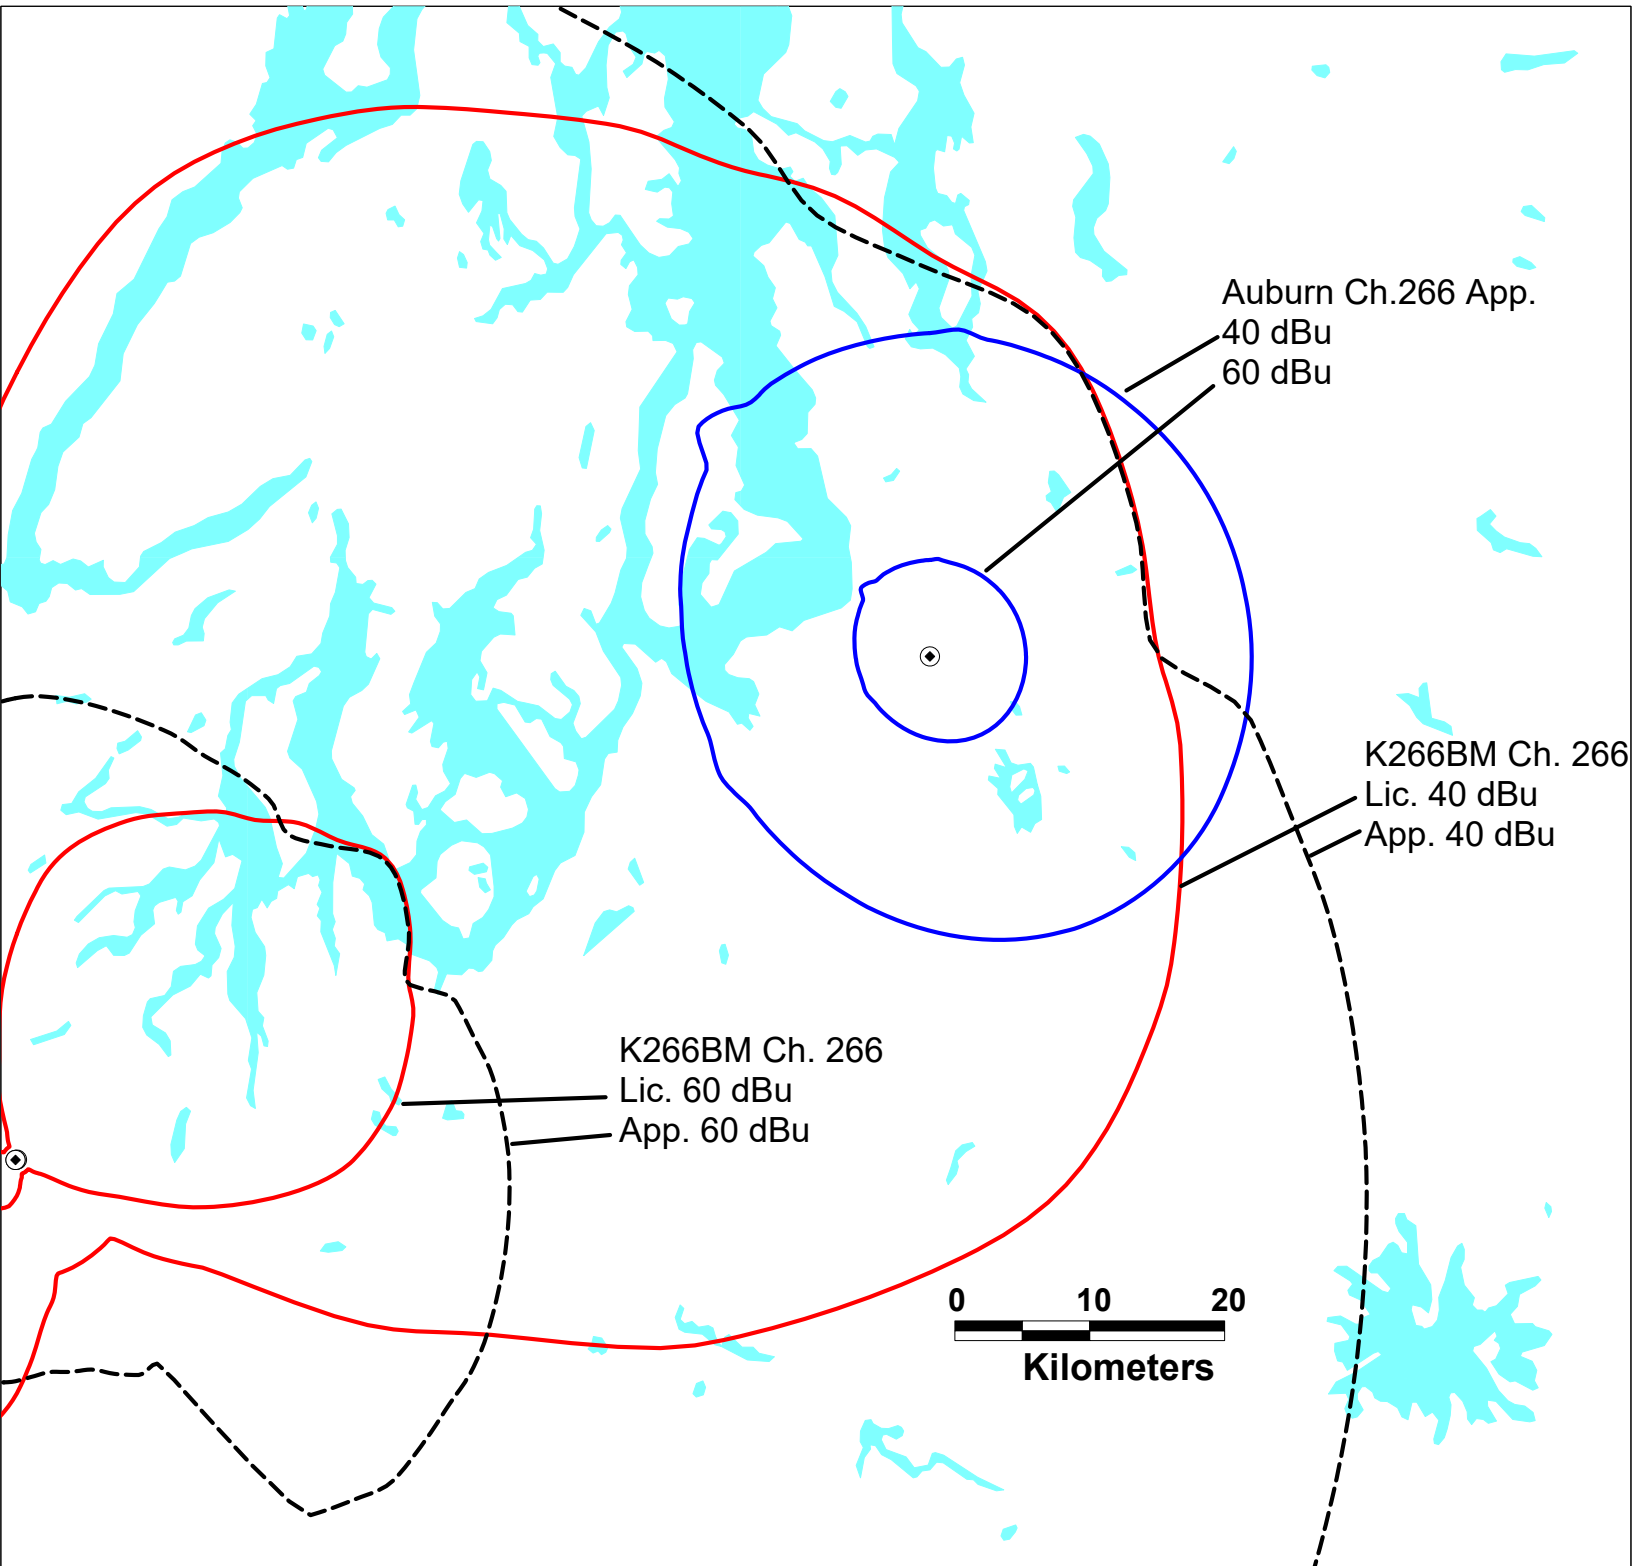 Auburn Ch.266 App.
40 dBu
60 dBu
K266BM Ch. 266
Lic. 40 dBu
App. 40 dBu
K266BM Ch. 266
Lic. 60 dBu
App. 60 dBu
0 10 20
Kilometers